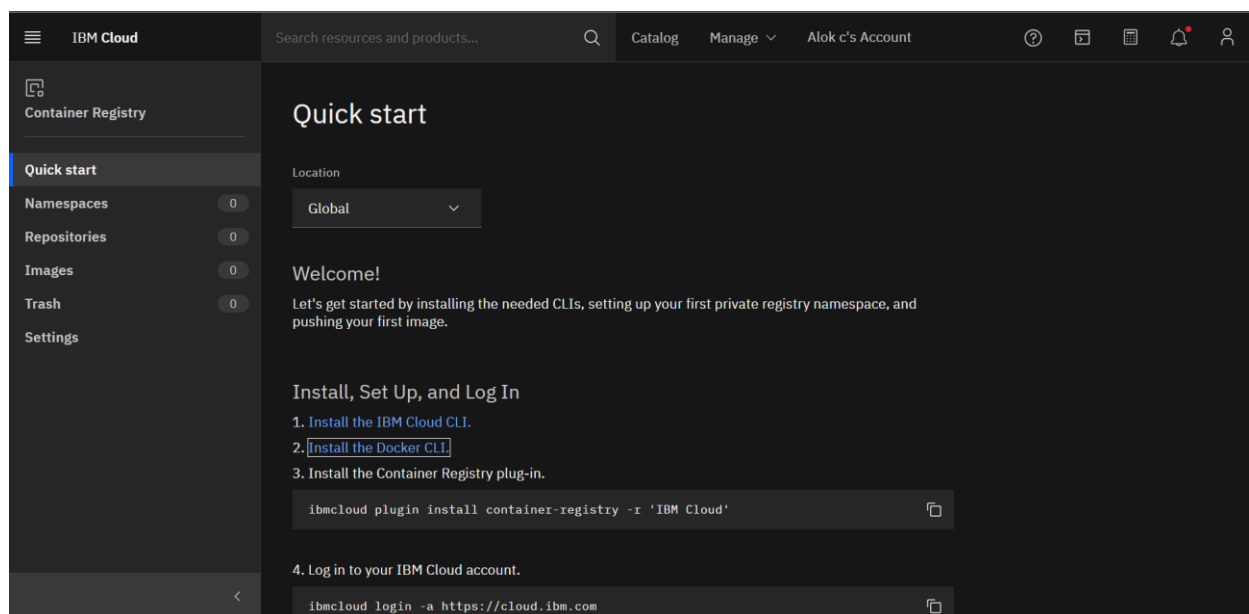 IBM Cloud
Search resources and products...
Catalog
Manage
Alok c's Account
Container Registry
Quick start
Namespaces 0
Repositories 0
Images 0
Trash 0
Settings
Quick start
Location
Global
Welcome!
Let's get started by installing the needed CLIs, setting up your first private registry namespace, and
pushing your first image.
Install, Set Up, and Log In
1. Install the IBM Cloud CLI.
2. Install the Docker CLI.
3. Install the Container Registry plug-in.
ibmcloud plugin install container-registry -r 'IBM Cloud'
4. Log in to your IBM Cloud account.
ibmcloud login -a https://cloud.ibm.com